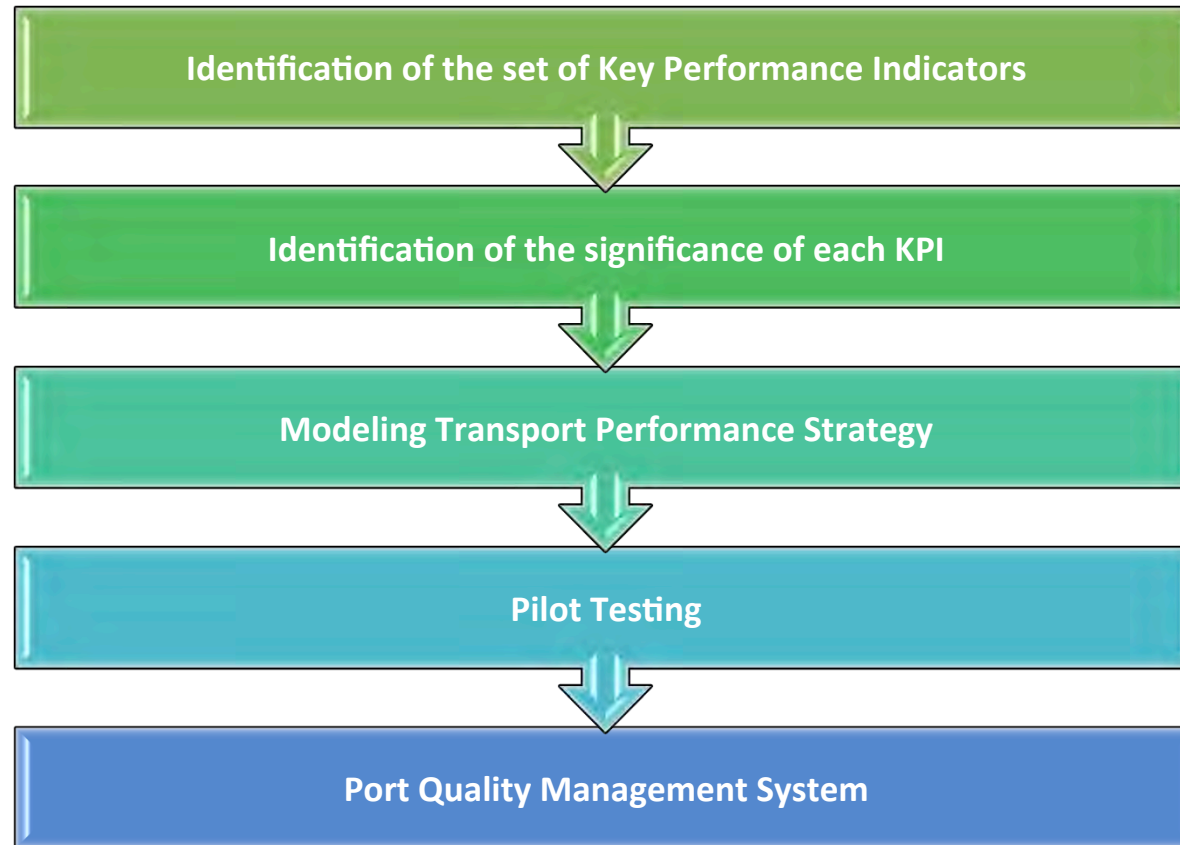 Identification of the set of Key Performance Indicators
Identification of the significance of each KPI
Modeling Transport Performance Strategy
Pilot Testing
Port Quality Management System